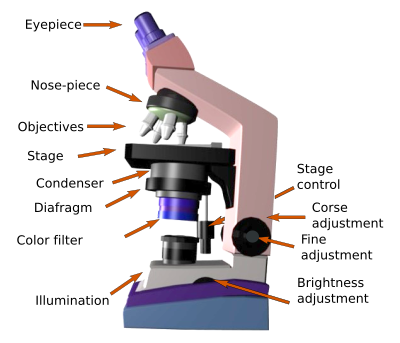 Eyepiece
Nose-piece
Objectives
Stage
Condenser
Diafragm
Color filter
Illumination
Stage
control
Corse
adjustment
Fine
adjustment
Brightness
adjustment